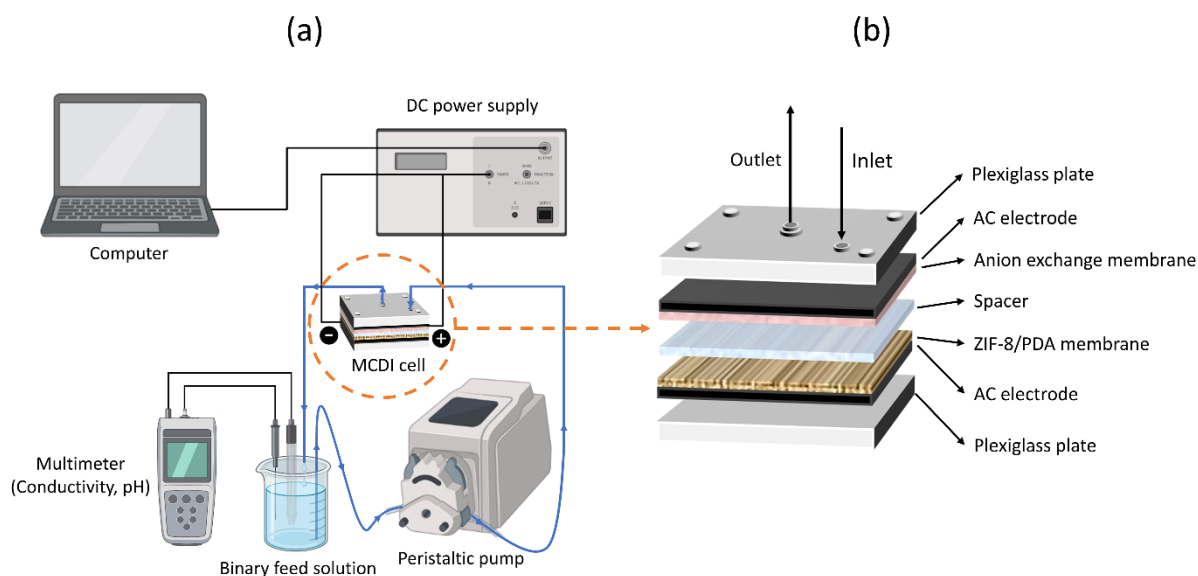 (a)
(b)
DC power supply
Computer
MCDI cell
Multimeter
(Conductivity, pH)
Binary feed solution
Peristaltic pump
Outlet
Inlet
Plexiglass plate
AC electrode
Anion exchange membrane
Spacer
ZIF-8/PDA membrane
AC electrode
Plexiglass plate